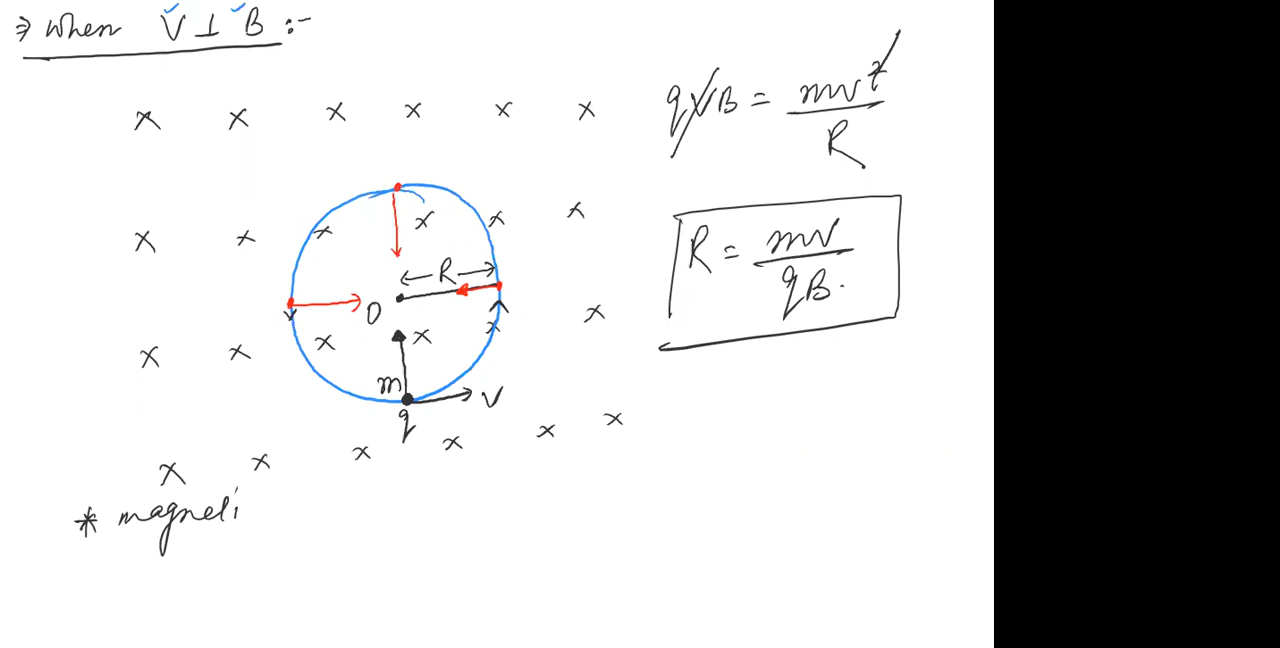 ⇒ when V ⊥ B :-
x x x x x x
qVB = mv²/R
x x x x x x
R = mv/qB.
R
O
x x x x x x
m
V
q
x x x x x x
* magneti